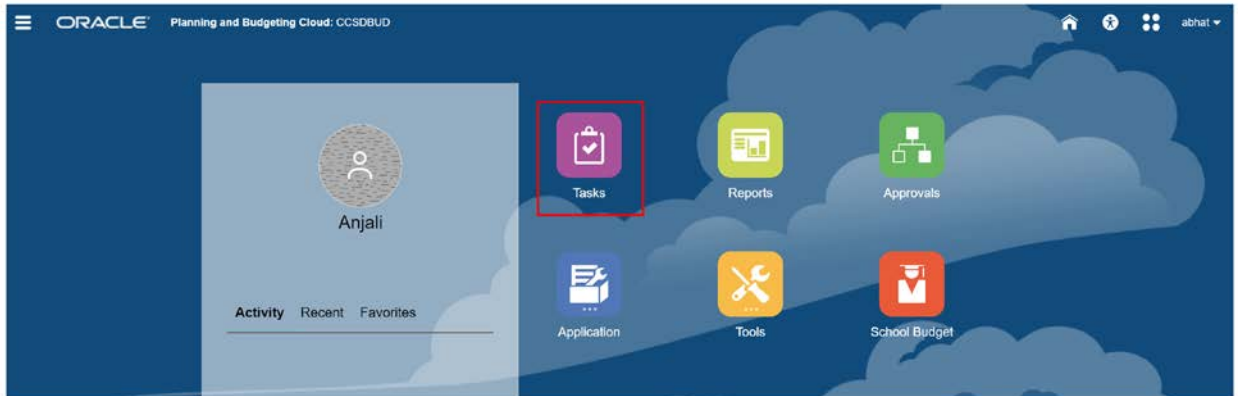 ORACLE Planning and Budgeting Cloud: CCSDBUD abhat
Tasks Reports Approvals
Anjali
Activity Recent Favorites
Application Tools School Budget